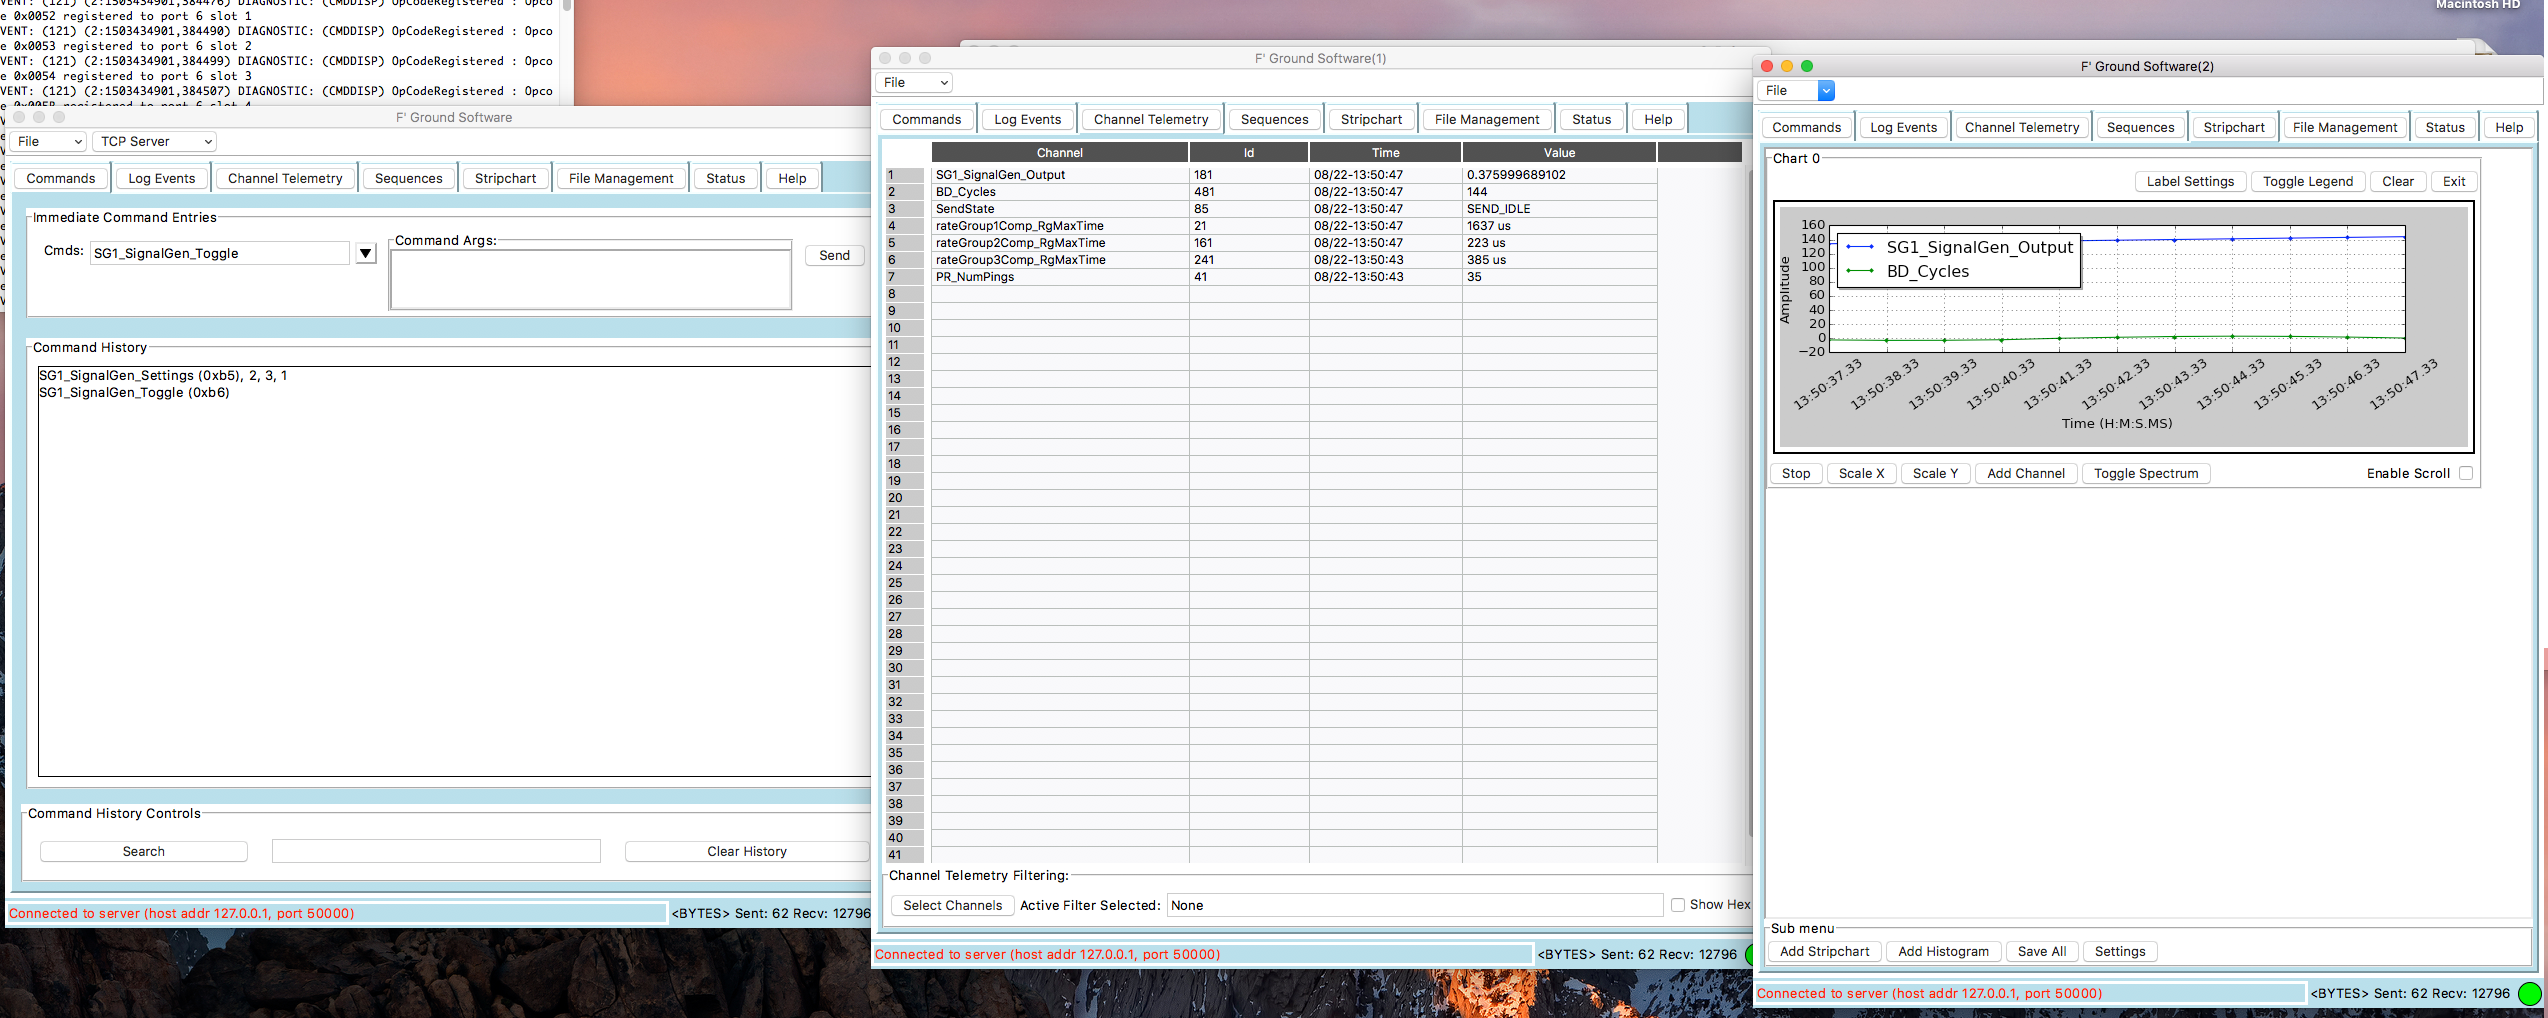 VENT: (121) (2:1503434901,384476) DIAGNOSTIC: (CMDDISP) OpCodeRegistered : Opco
e 0x0052 registered to port 6 slot 1
VENT: (121) (2:1503434901,384490) DIAGNOSTIC: (CMDDISP) OpCodeRegistered : Opco
e 0x0053 registered to port 6 slot 2
VENT: (121) (2:1503434901,384499) DIAGNOSTIC: (CMDDISP) OpCodeRegistered : Opco
e 0x0054 registered to port 6 slot 3
VENT: (121) (2:1503434901,384507) DIAGNOSTIC: (CMDDISP) OpCodeRegistered : Opco
Macintosh HD
F' Ground Software
File
TCP Server
Commands
Log Events
Channel Telemetry
Sequences
Stripchart
File Management
Status
Help
Immediate Command Entries
Cmds: SG1_SignalGen_Toggle
Command Args:
Send
Command History
SG1_SignalGen_Settings (0xb5), 2, 3, 1
SG1_SignalGen_Toggle (0xb6)
Command History Controls
Search
Clear History
Connected to server (host addr 127.0.0.1, port 50000)
<BYTES> Sent: 62 Recv: 12796
F' Ground Software(1)
File
Commands
Log Events
Channel Telemetry
Sequences
Stripchart
File Management
Status
Help
Channel Id Time Value
1 SG1_SignalGen_Output 181 08/22-13:50:47 0.375999689102
2 BD_Cycles 481 08/22-13:50:47 144
3 SendState 85 08/22-13:50:47 SEND_IDLE
4 rateGroup1Comp_RgMaxTime 21 08/22-13:50:47 1637 us
5 rateGroup2Comp_RgMaxTime 161 08/22-13:50:47 223 us
6 rateGroup3Comp_RgMaxTime 241 08/22-13:50:43 385 us
7 PR_NumPings 41 08/22-13:50:43 35
8
9
10
11
12
13
14
15
16
17
18
19
20
21
22
23
24
25
26
27
28
29
30
31
32
33
34
35
36
37
38
39
40
41
Channel Telemetry Filtering:
Select Channels
Active Filter Selected: None
Show Hex
Connected to server (host addr 127.0.0.1, port 50000)
<BYTES> Sent: 62 Recv: 12796
F' Ground Software(2)
File
Commands
Log Events
Channel Telemetry
Sequences
Stripchart
File Management
Status
Help
Chart 0
Label Settings
Toggle Legend
Clear
Exit
160
140
120
100
80
60
40
20
0
−20
Amplitude
SG1_SignalGen_Output
BD_Cycles
13:50:37.33
13:50:38.33
13:50:39.33
13:50:40.33
13:50:41.33
13:50:42.33
13:50:43.33
13:50:44.33
13:50:45.33
13:50:46.33
13:50:47.33
Time (H:M:S.MS)
Stop
Scale X
Scale Y
Add Channel
Toggle Spectrum
Enable Scroll
Sub menu
Add Stripchart
Add Histogram
Save All
Settings
Connected to server (host addr 127.0.0.1, port 50000)
<BYTES> Sent: 62 Recv: 12796